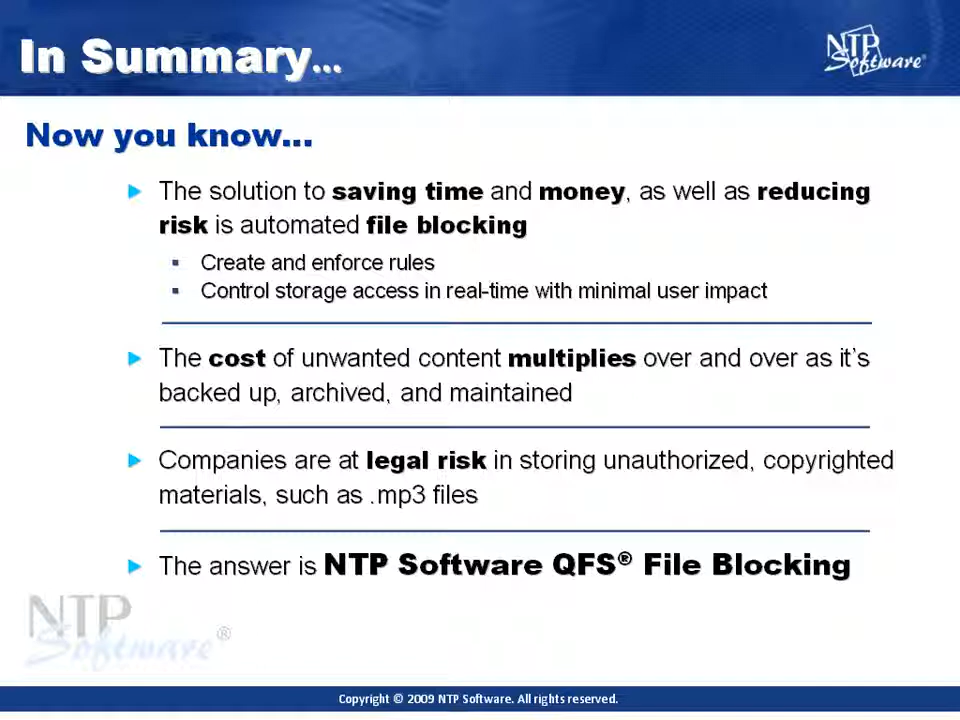 In Summary...
NTP
Software®
Now you know...
The solution to saving time and money, as well as reducing
risk is automated file blocking
Create and enforce rules
Control storage access in real-time with minimal user impact
The cost of unwanted content multiplies over and over as it's
backed up, archived, and maintained
Companies are at legal risk in storing unauthorized, copyrighted
materials, such as .mp3 files
The answer is NTP Software QFS® File Blocking
NTP
Software®
Copyright © 2009 NTP Software. All rights reserved.